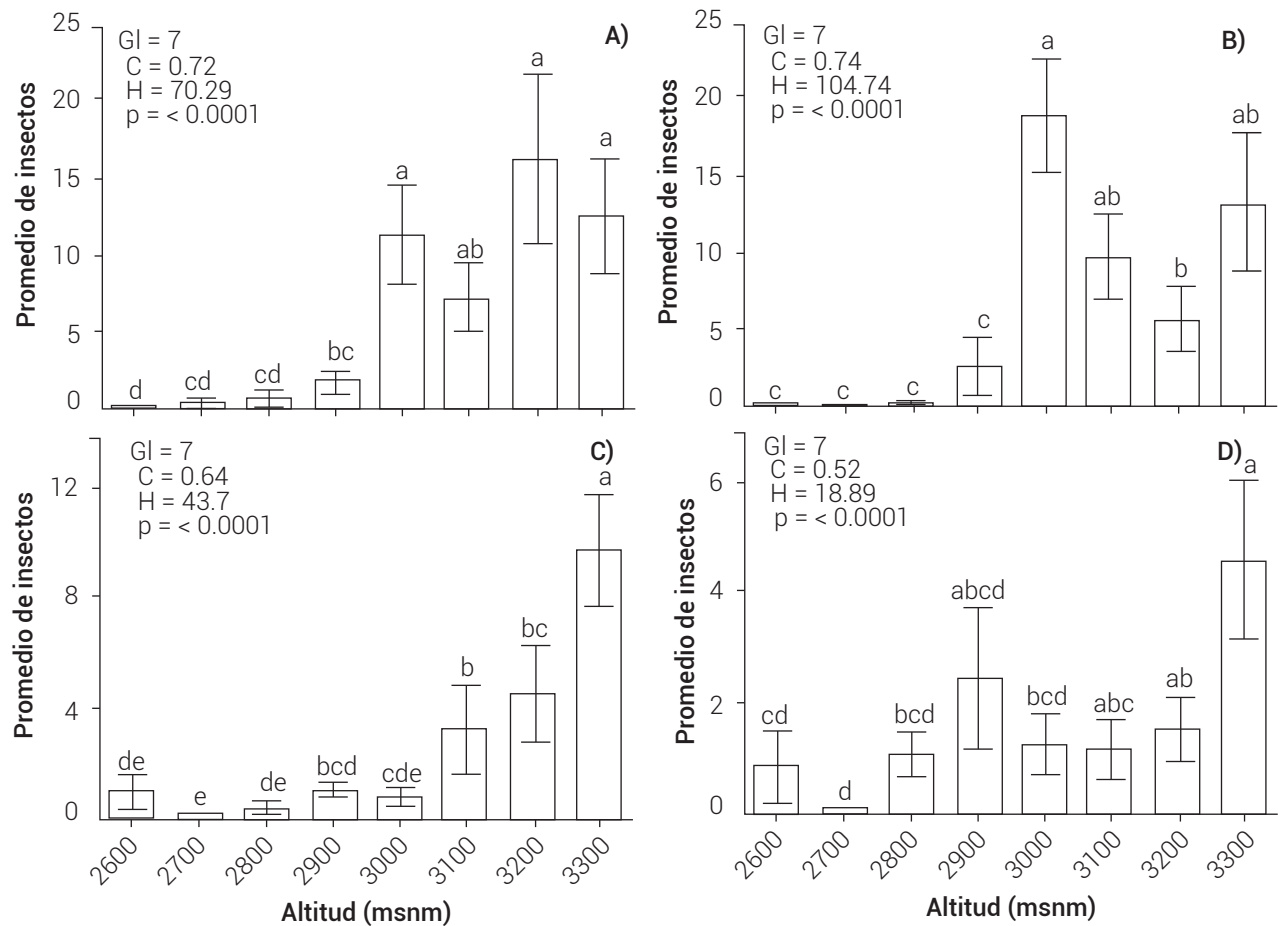 A)
Gl = 7
C = 0.72
H = 70.29
p = < 0.0001
Promedio de insectos
25
20
15
10
5
0
d cd cd bc a ab a a
B)
Gl = 7
C = 0.74
H = 104.74
p = < 0.0001
Promedio de insectos
25
20
15
10
5
0
c c c c a ab b ab
C)
Gl = 7
C = 0.64
H = 43.7
p = < 0.0001
Promedio de insectos
12
8
4
0
de e de bcd cde b bc a
2600 2700 2800 2900 3000 3100 3200 3300
Altitud (msnm)
D)
Gl = 7
C = 0.52
H = 18.89
p = < 0.0001
Promedio de insectos
6
4
2
0
cd d bcd abcd bcd abc ab a
2600 2700 2800 2900 3000 3100 3200 3300
Altitud (msnm)